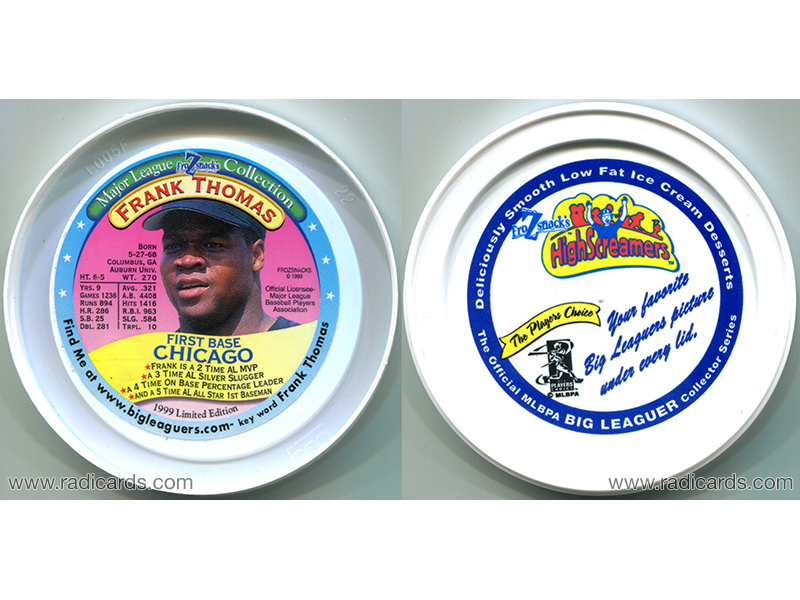 Major League FroZsnack's Collection
FRANK THOMAS
BORN
5-27-68
COLUMBUS, GA
AUBURN UNIV.
HT. 6-5 WT. 270
YRS. 9 AVG. .321
GAMES 1236 A.B. 4408
RUNS 894 HITS 1416
H.R. 286 R.B.I. 963
S.B. 25 SLG. .584
DBL. 281 TRPL. 10
FROZSNACKS
© 1999
Official Licensee-
Major League
Baseball Players
Association
FIRST BASE
CHICAGO
★FRANK IS A 2 TIME AL MVP
★A 3 TIME AL SILVER SLUGGER
★A 4 TIME ON BASE PERCENTAGE LEADER
★AND A 5 TIME AL ALL STAR 1ST BASEMAN
1999 Limited Edition
Find Me at www.bigleaguers.com- key word Frank Thomas
22
www.radicards.com
Deliciously Smooth Low Fat Ice Cream Desserts
FroZsnack's
HighScreamers™
The Players Choice
Your favorite
Big Leaguers picture
under every lid.
PLAYERS
© MLBPA
The Official MLBPA BIG LEAGUER Collector Series
www.radicards.com